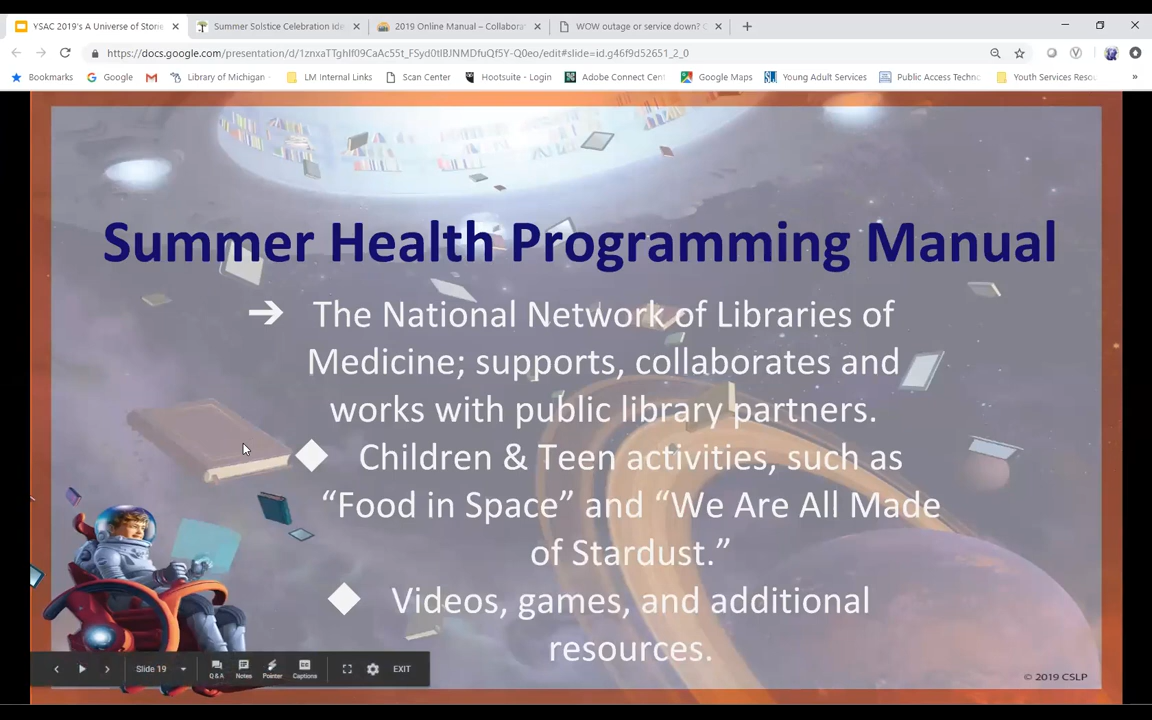 YSAC 2019's A Universe of Storie
Summer Solstice Celebration ide
2019 Online Manual – Collabora
WOW outage or service down? C
https://docs.google.com/presentation/d/1znxaTTghIf09CaAc55t_FSyd0tIBJNMDfuQf5Y-Q0eo/edit#slide=id.g46f9d52651_2_0
Bookmarks
Google
Library of Michigan -
LM Internal Links
Scan Center
Hootsuite - Login
Adobe Connect Cent
Google Maps
Young Adult Services
Public Access Techno
Youth Services Resou
Summer Health Programming Manual
➔ The National Network of Libraries of
Medicine; supports, collaborates and
works with public library partners.
◆ Children & Teen activities, such as
“Food in Space” and “We Are All Made
of Stardust.”
◆ Videos, games, and additional
resources.
Slide 19
Q&A
Notes
Pointer
Captions
EXIT
© 2019 CSLP